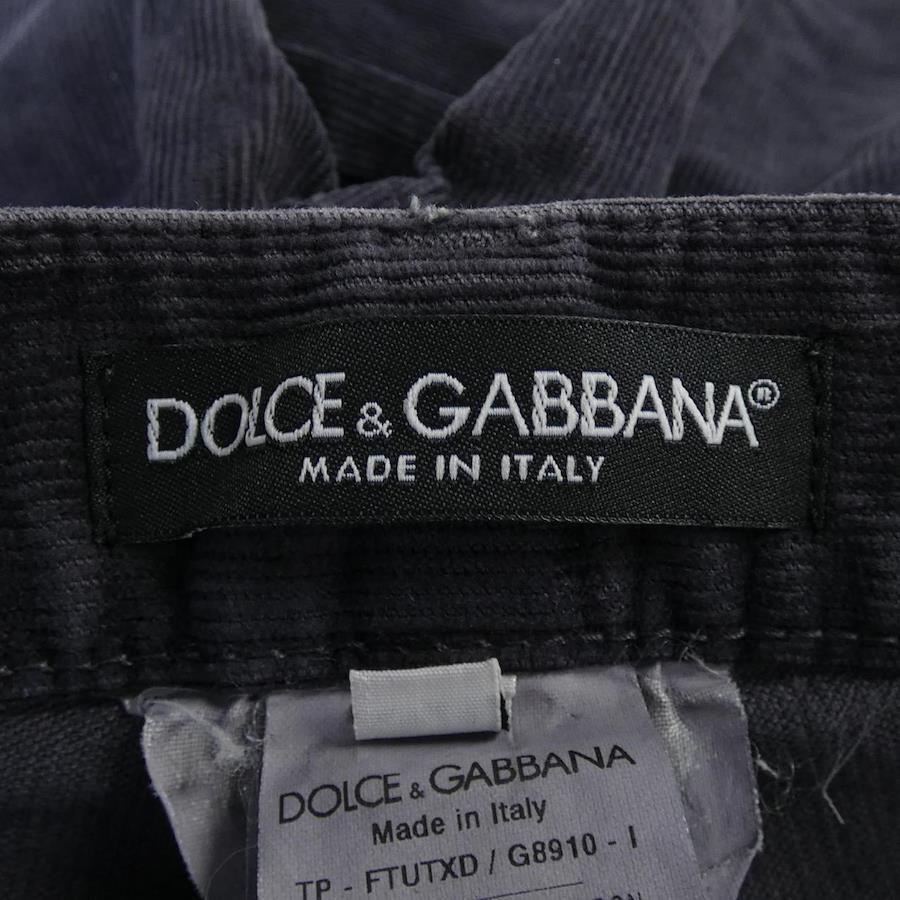 DOLCE & GABBANA®
MADE IN ITALY
DOLCE & GABBANA
Made in Italy
TP - FTUTXD / G8910 - I